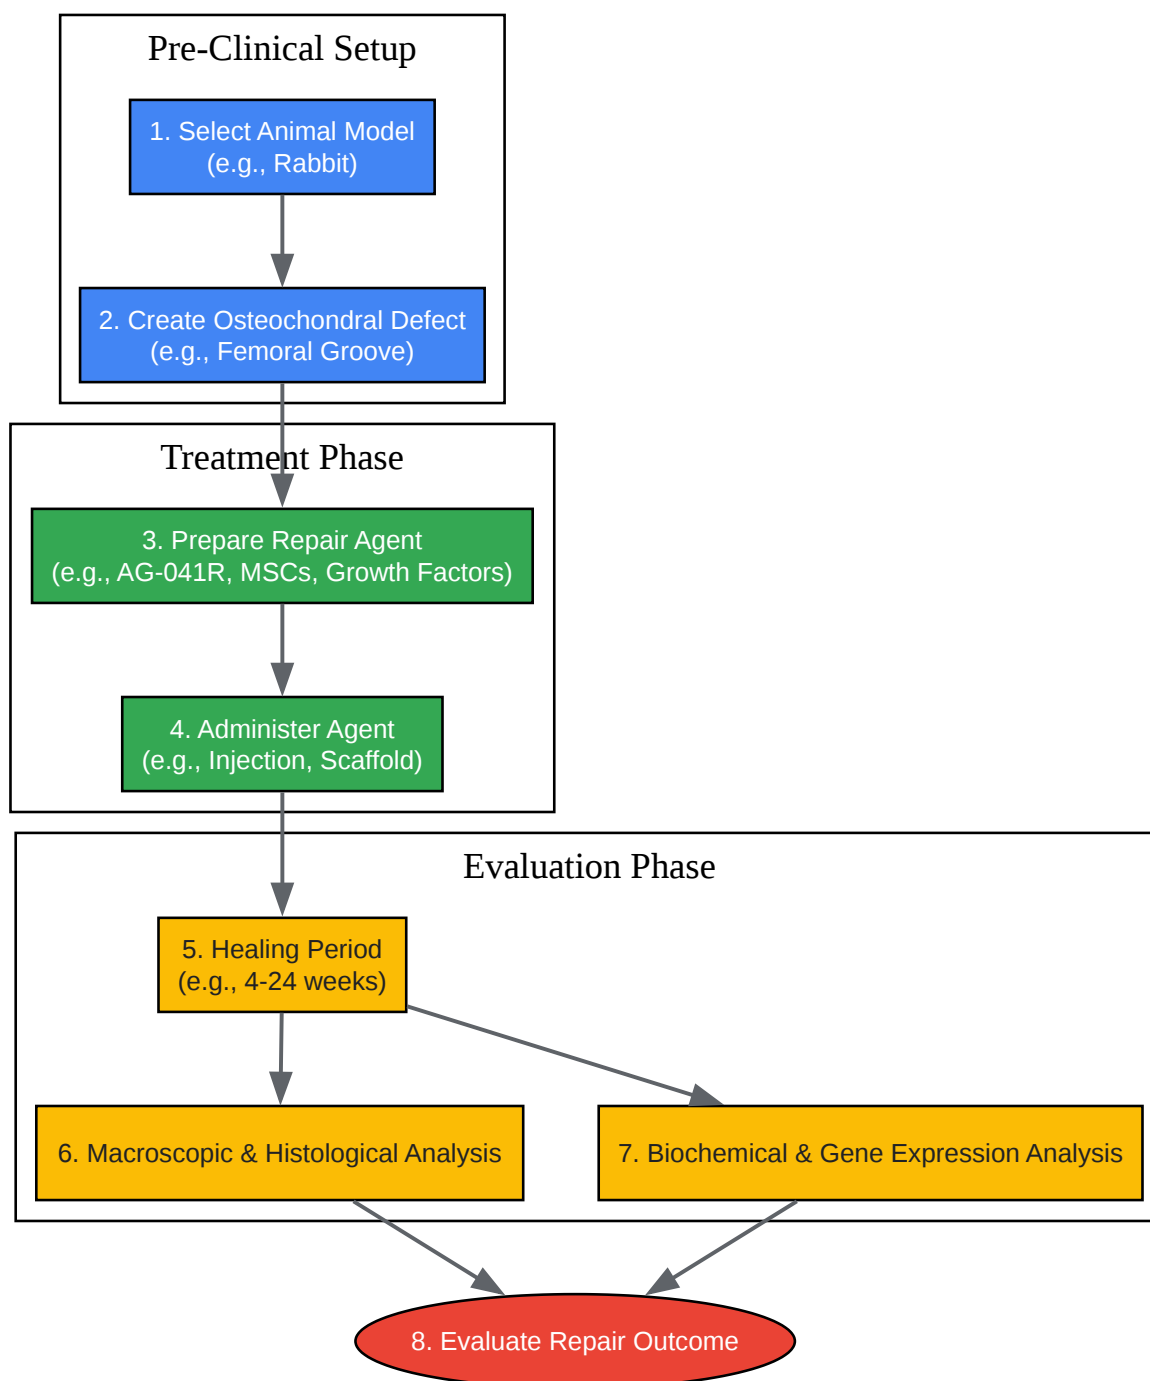 Pre-Clinical Setup
1. Select Animal Model
(e.g., Rabbit)
2. Create Osteochondral Defect
(e.g., Femoral Groove)
Treatment Phase
3. Prepare Repair Agent
(e.g., AG-041R, MSCs, Growth Factors)
4. Administer Agent
(e.g., Injection, Scaffold)
Evaluation Phase
5. Healing Period
(e.g., 4-24 weeks)
6. Macroscopic & Histological Analysis
7. Biochemical & Gene Expression Analysis
8. Evaluate Repair Outcome